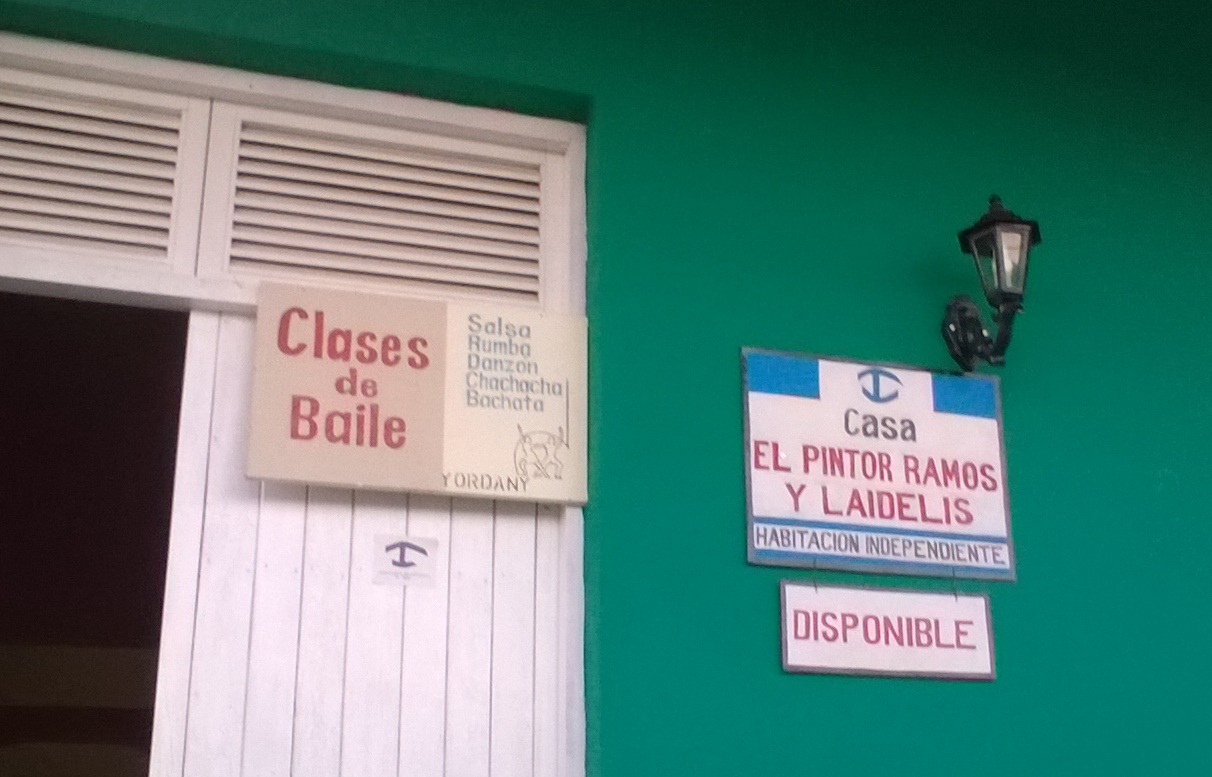 Clases
de
Baile
Salsa
Rumba
Danzon
Chachacha
Bachata
YORDANY
Casa
EL PINTOR RAMOS
Y LAIDELIS
HABITACION INDEPENDIENTE
DISPONIBLE